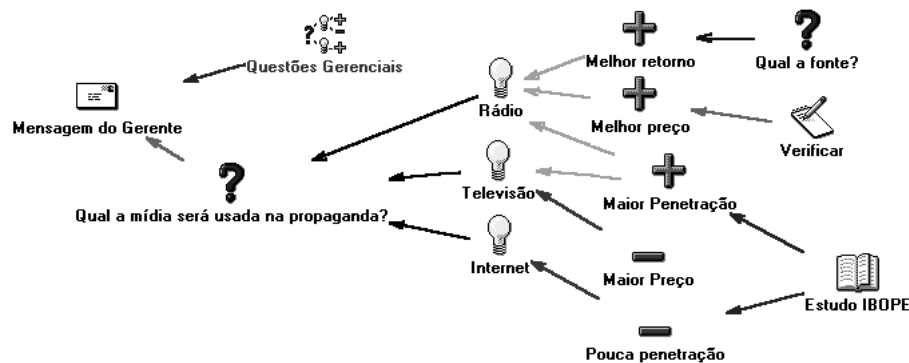 Questões Gerenciais
Melhor retorno
Qual a fonte?
Mensagem do Gerente
Rádio
Melhor preço
Verificar
Televisão
Maior Penetração
Qual a mídia será usada na propaganda?
Internet
Maior Preço
Estudo IBOPE
Pouca penetração